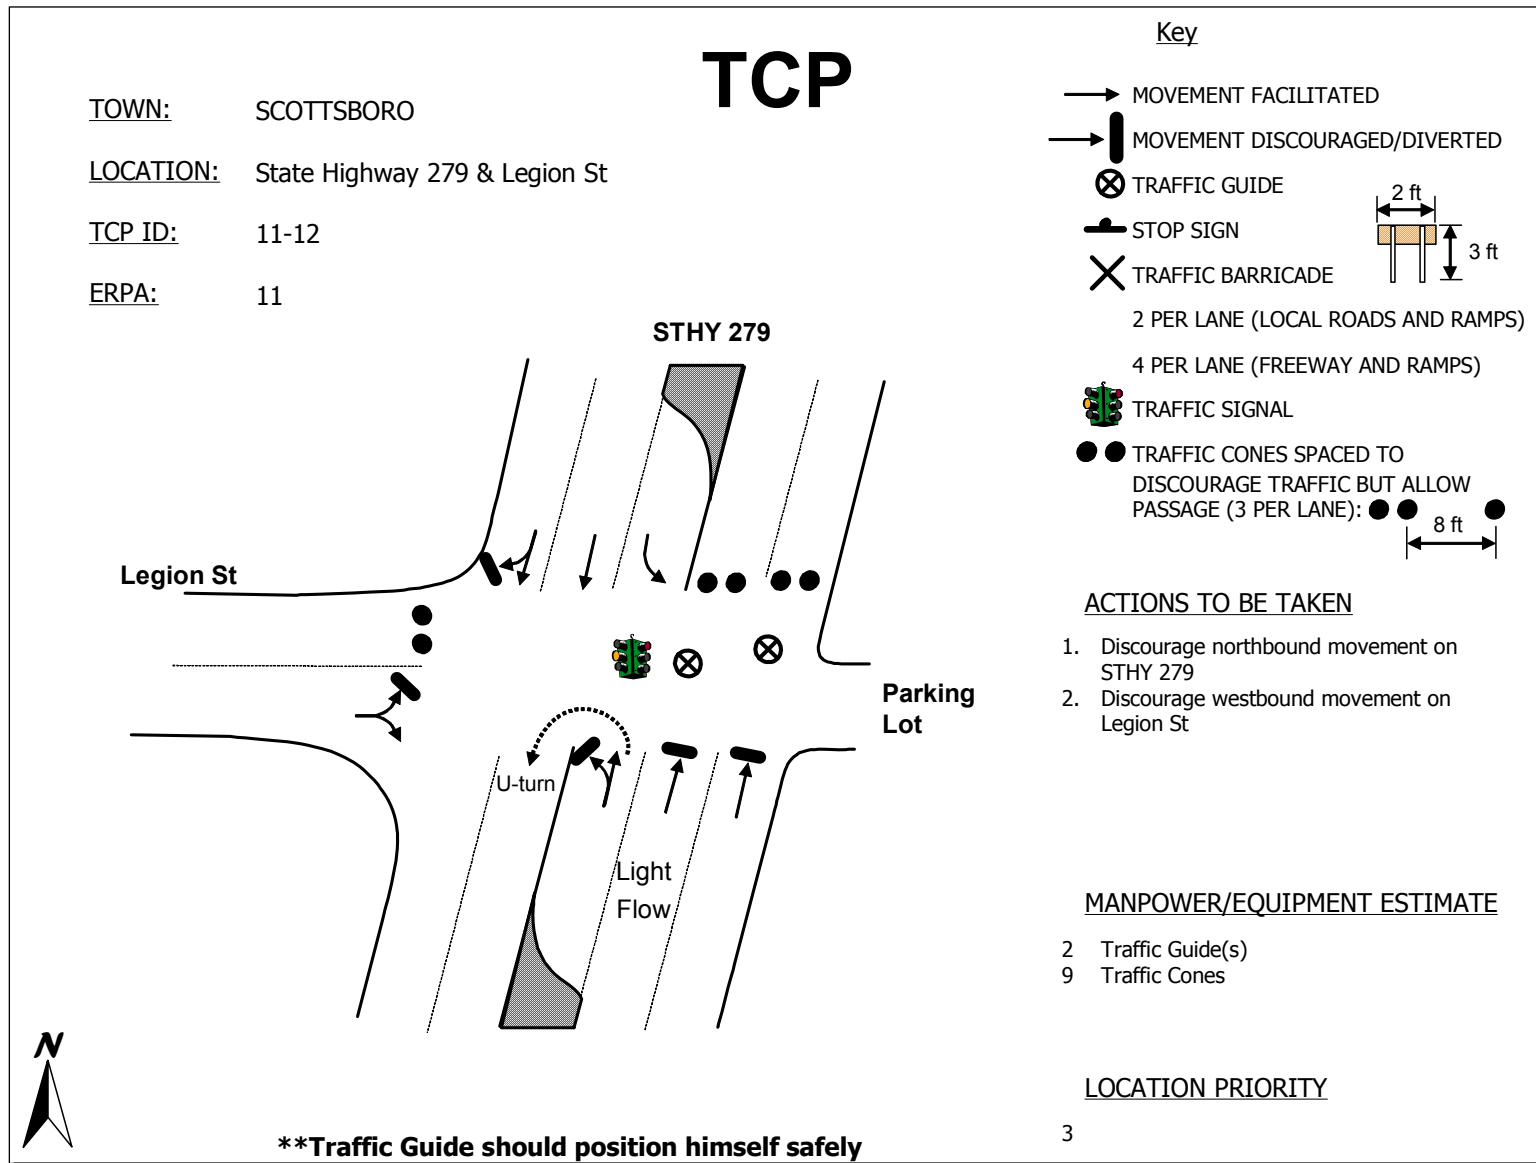 TCP
TOWN: SCOTTSBORO
LOCATION: State Highway 279 & Legion St
TCP ID: 11-12
ERPA: 11
Key
MOVEMENT FACILITATED
MOVEMENT DISCOURAGED/DIVERTED
TRAFFIC GUIDE
STOP SIGN
TRAFFIC BARRICADE
2 ft
3 ft
2 PER LANE (LOCAL ROADS AND RAMPS)
4 PER LANE (FREEWAY AND RAMPS)
TRAFFIC SIGNAL
TRAFFIC CONES SPACED TO
DISCOURAGE TRAFFIC BUT ALLOW
PASSAGE (3 PER LANE):
8 ft
STHY 279
Legion St
Parking
Lot
U-turn
Light
Flow
ACTIONS TO BE TAKEN
1. Discourage northbound movement on
STHY 279
2. Discourage westbound movement on
Legion St
MANPOWER/EQUIPMENT ESTIMATE
2 Traffic Guide(s)
9 Traffic Cones
LOCATION PRIORITY
3
N
**Traffic Guide should position himself safely